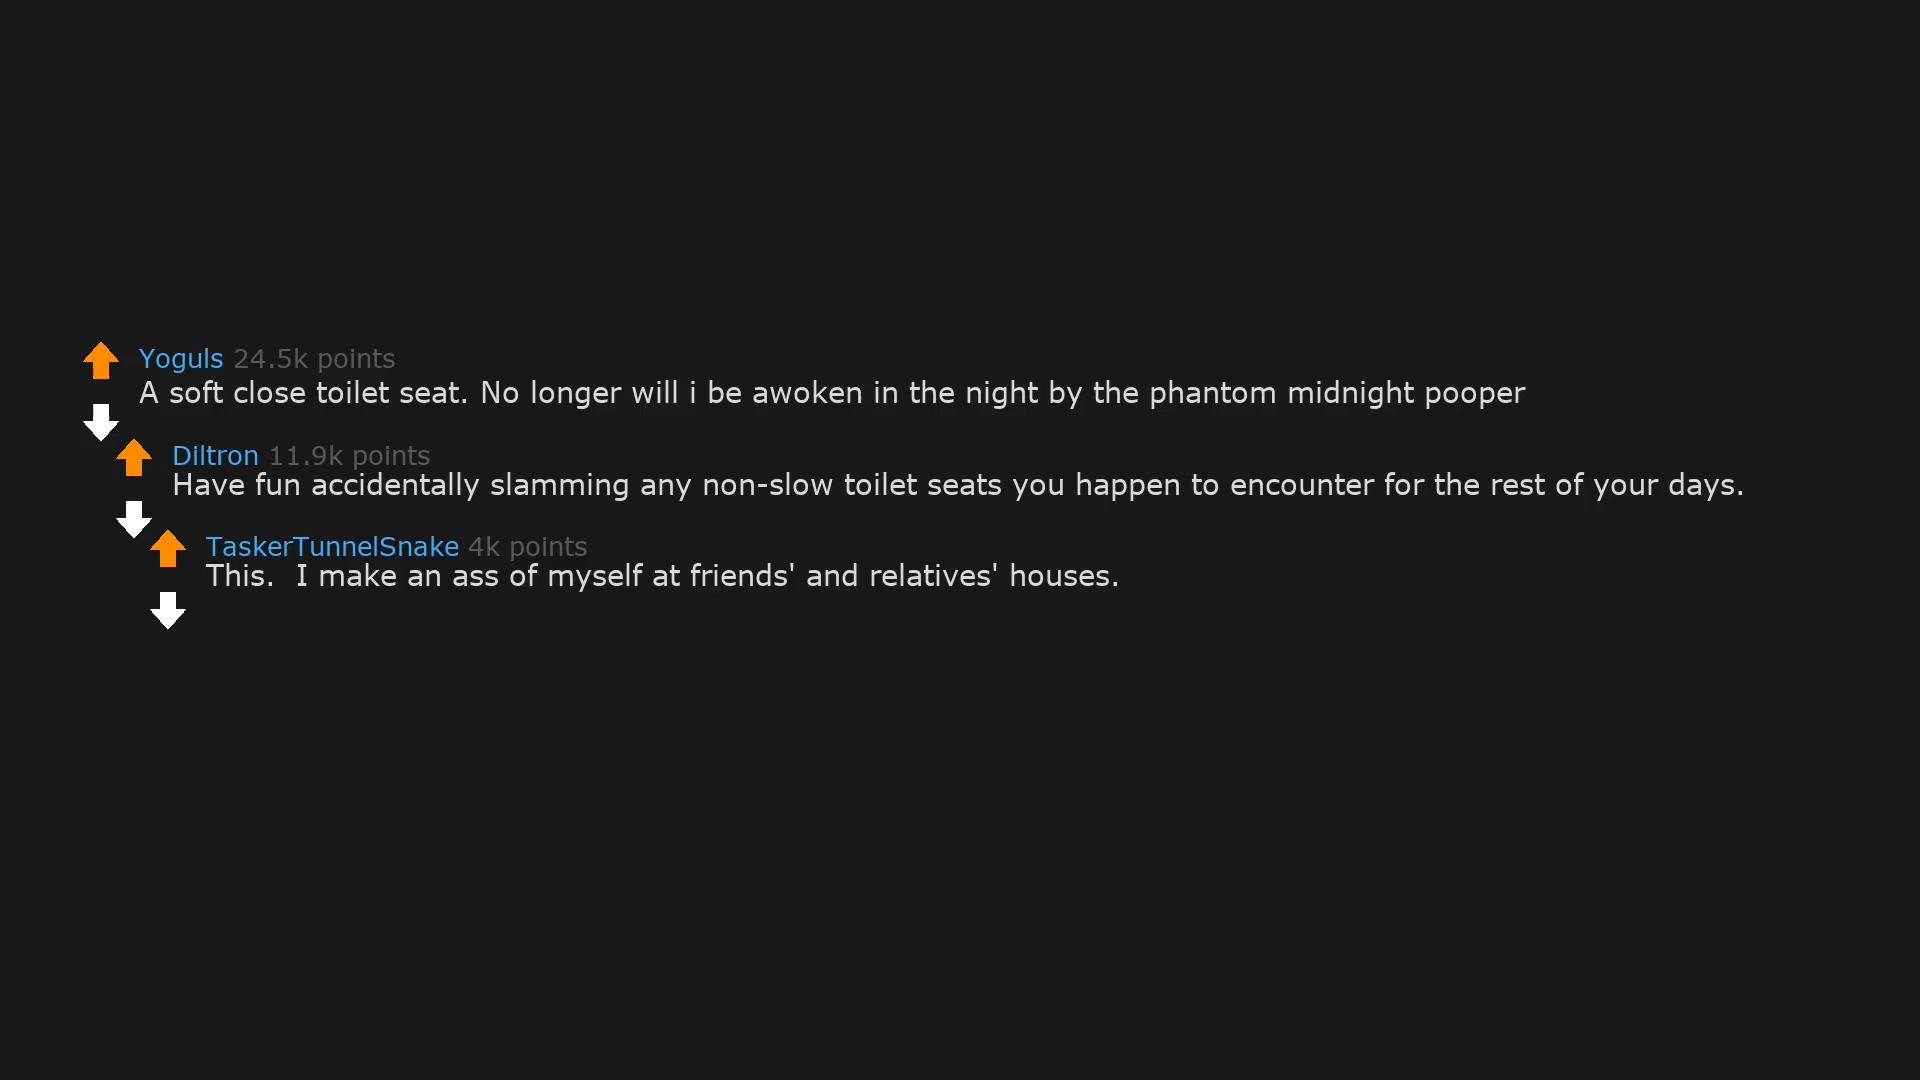 Yoguls 24.5k points
A soft close toilet seat. No longer will i be awoken in the night by the phantom midnight pooper
Diltron 11.9k points
Have fun accidentally slamming any non-slow toilet seats you happen to encounter for the rest of your days.
TaskerTunnelSnake 4k points
This.  I make an ass of myself at friends' and relatives' houses.